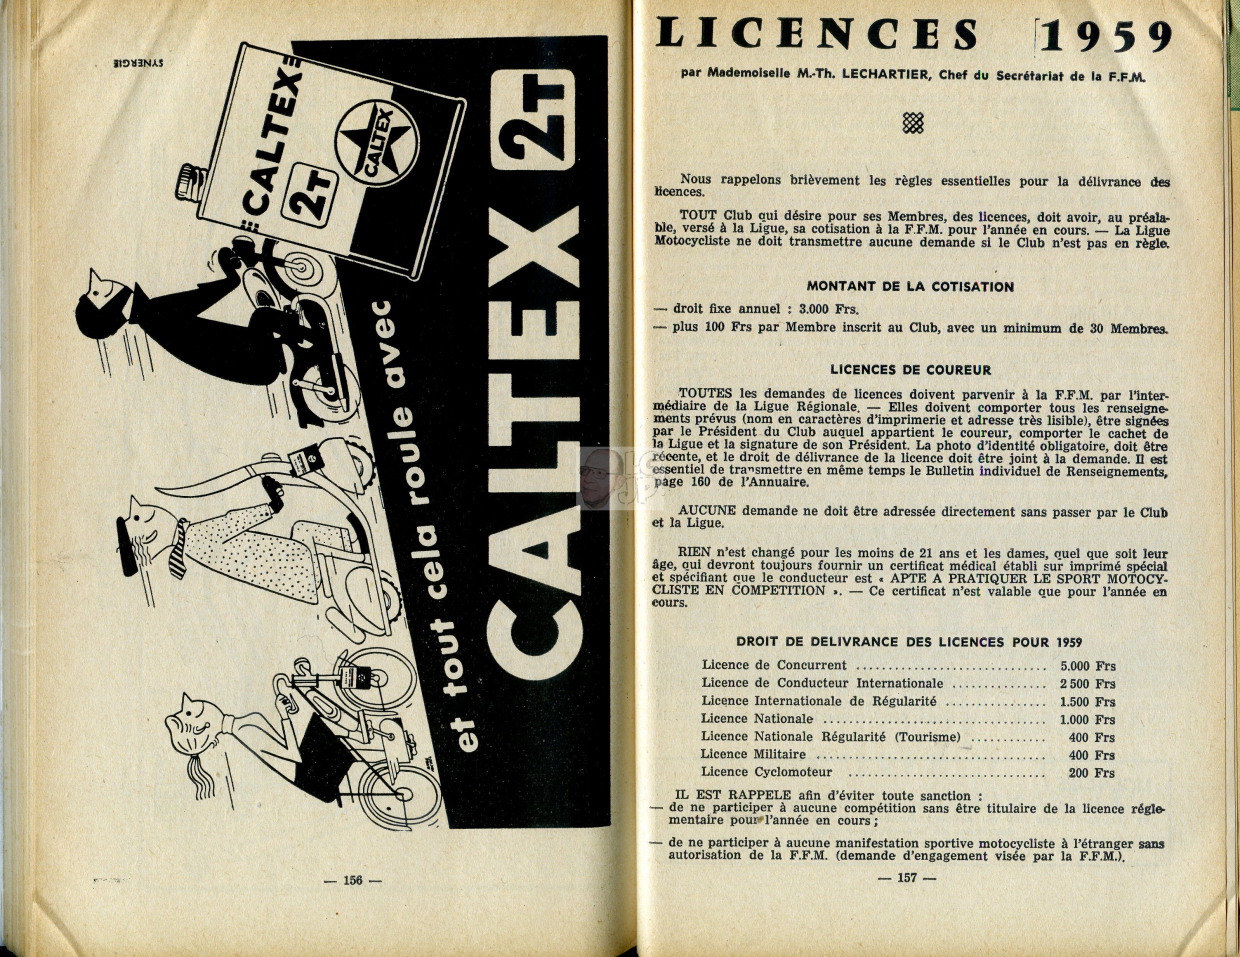 SYNERGIE
CALTEX
2T
CALTEX
et tout cela roule avec
CALTEX 2T
— 156 —
LICENCES 1959
par Mademoiselle M.-Th. LECHARTIER, Chef du Secrétariat de la F.F.M.
Nous rappelons brièvement les règles essentielles pour la délivrance des
licences.
TOUT Club qui désire pour ses Membres, des licences, doit avoir, au préala-
ble, versé à la Ligue, sa cotisation à la F.F.M. pour l'année en cours. — La Ligue
Motocycliste ne doit transmettre aucune demande si le Club n'est pas en règle.
MONTANT DE LA COTISATION
— droit fixe annuel : 3.000 Frs.
— plus 100 Frs par Membre inscrit au Club, avec un minimum de 30 Membres.
LICENCES DE COUREUR
TOUTES les demandes de licences doivent parvenir à la F.F.M. par l'inter-
médiaire de la Ligue Régionale. — Elles doivent comporter tous les renseigne-
ments prévus (nom en caractères d'imprimerie et adresse très lisible), être signées
par le Président du Club auquel appartient le coureur, comporter le cachet de
la Ligue et la signature de son Président. La photo d'identité obligatoire, doit être
récente, et le droit de délivrance de la licence doit être joint à la demande. Il est
essentiel de transmettre en même temps le Bulletin individuel de Renseignements,
page 160 de l'Annuaire.
AUCUNE demande ne doit être adressée directement sans passer par le Club
et la Ligue.
RIEN n'est changé pour les moins de 21 ans et les dames, quel que soit leur
âge, qui devront toujours fournir un certificat médical établi sur imprimé spécial
et spécifiant que le conducteur est « APTE A PRATIQUER LE SPORT MOTOCY-
CLISTE EN COMPETITION ». — Ce certificat n'est valable que pour l'année en
cours.
DROIT DE DELIVRANCE DES LICENCES POUR 1959
Licence de Concurrent ............................. 5.000 Frs
Licence de Conducteur Internationale ............... 2 500 Frs
Licence Internationale de Régularité ................ 1.500 Frs
Licence Nationale .................................. 1.000 Frs
Licence Nationale Régularité (Tourisme) ............ 400 Frs
Licence Militaire ................................... 400 Frs
Licence Cyclomoteur .............................. 200 Frs
IL EST RAPPELE afin d'éviter toute sanction :
— de ne participer à aucune compétition sans être titulaire de la licence régle-
mentaire pour l'année en cours ;
— de ne participer à aucune manifestation sportive motocycliste à l'étranger sans
autorisation de la F.F.M. (demande d'engagement visée par la F.F.M.).
— 157 —